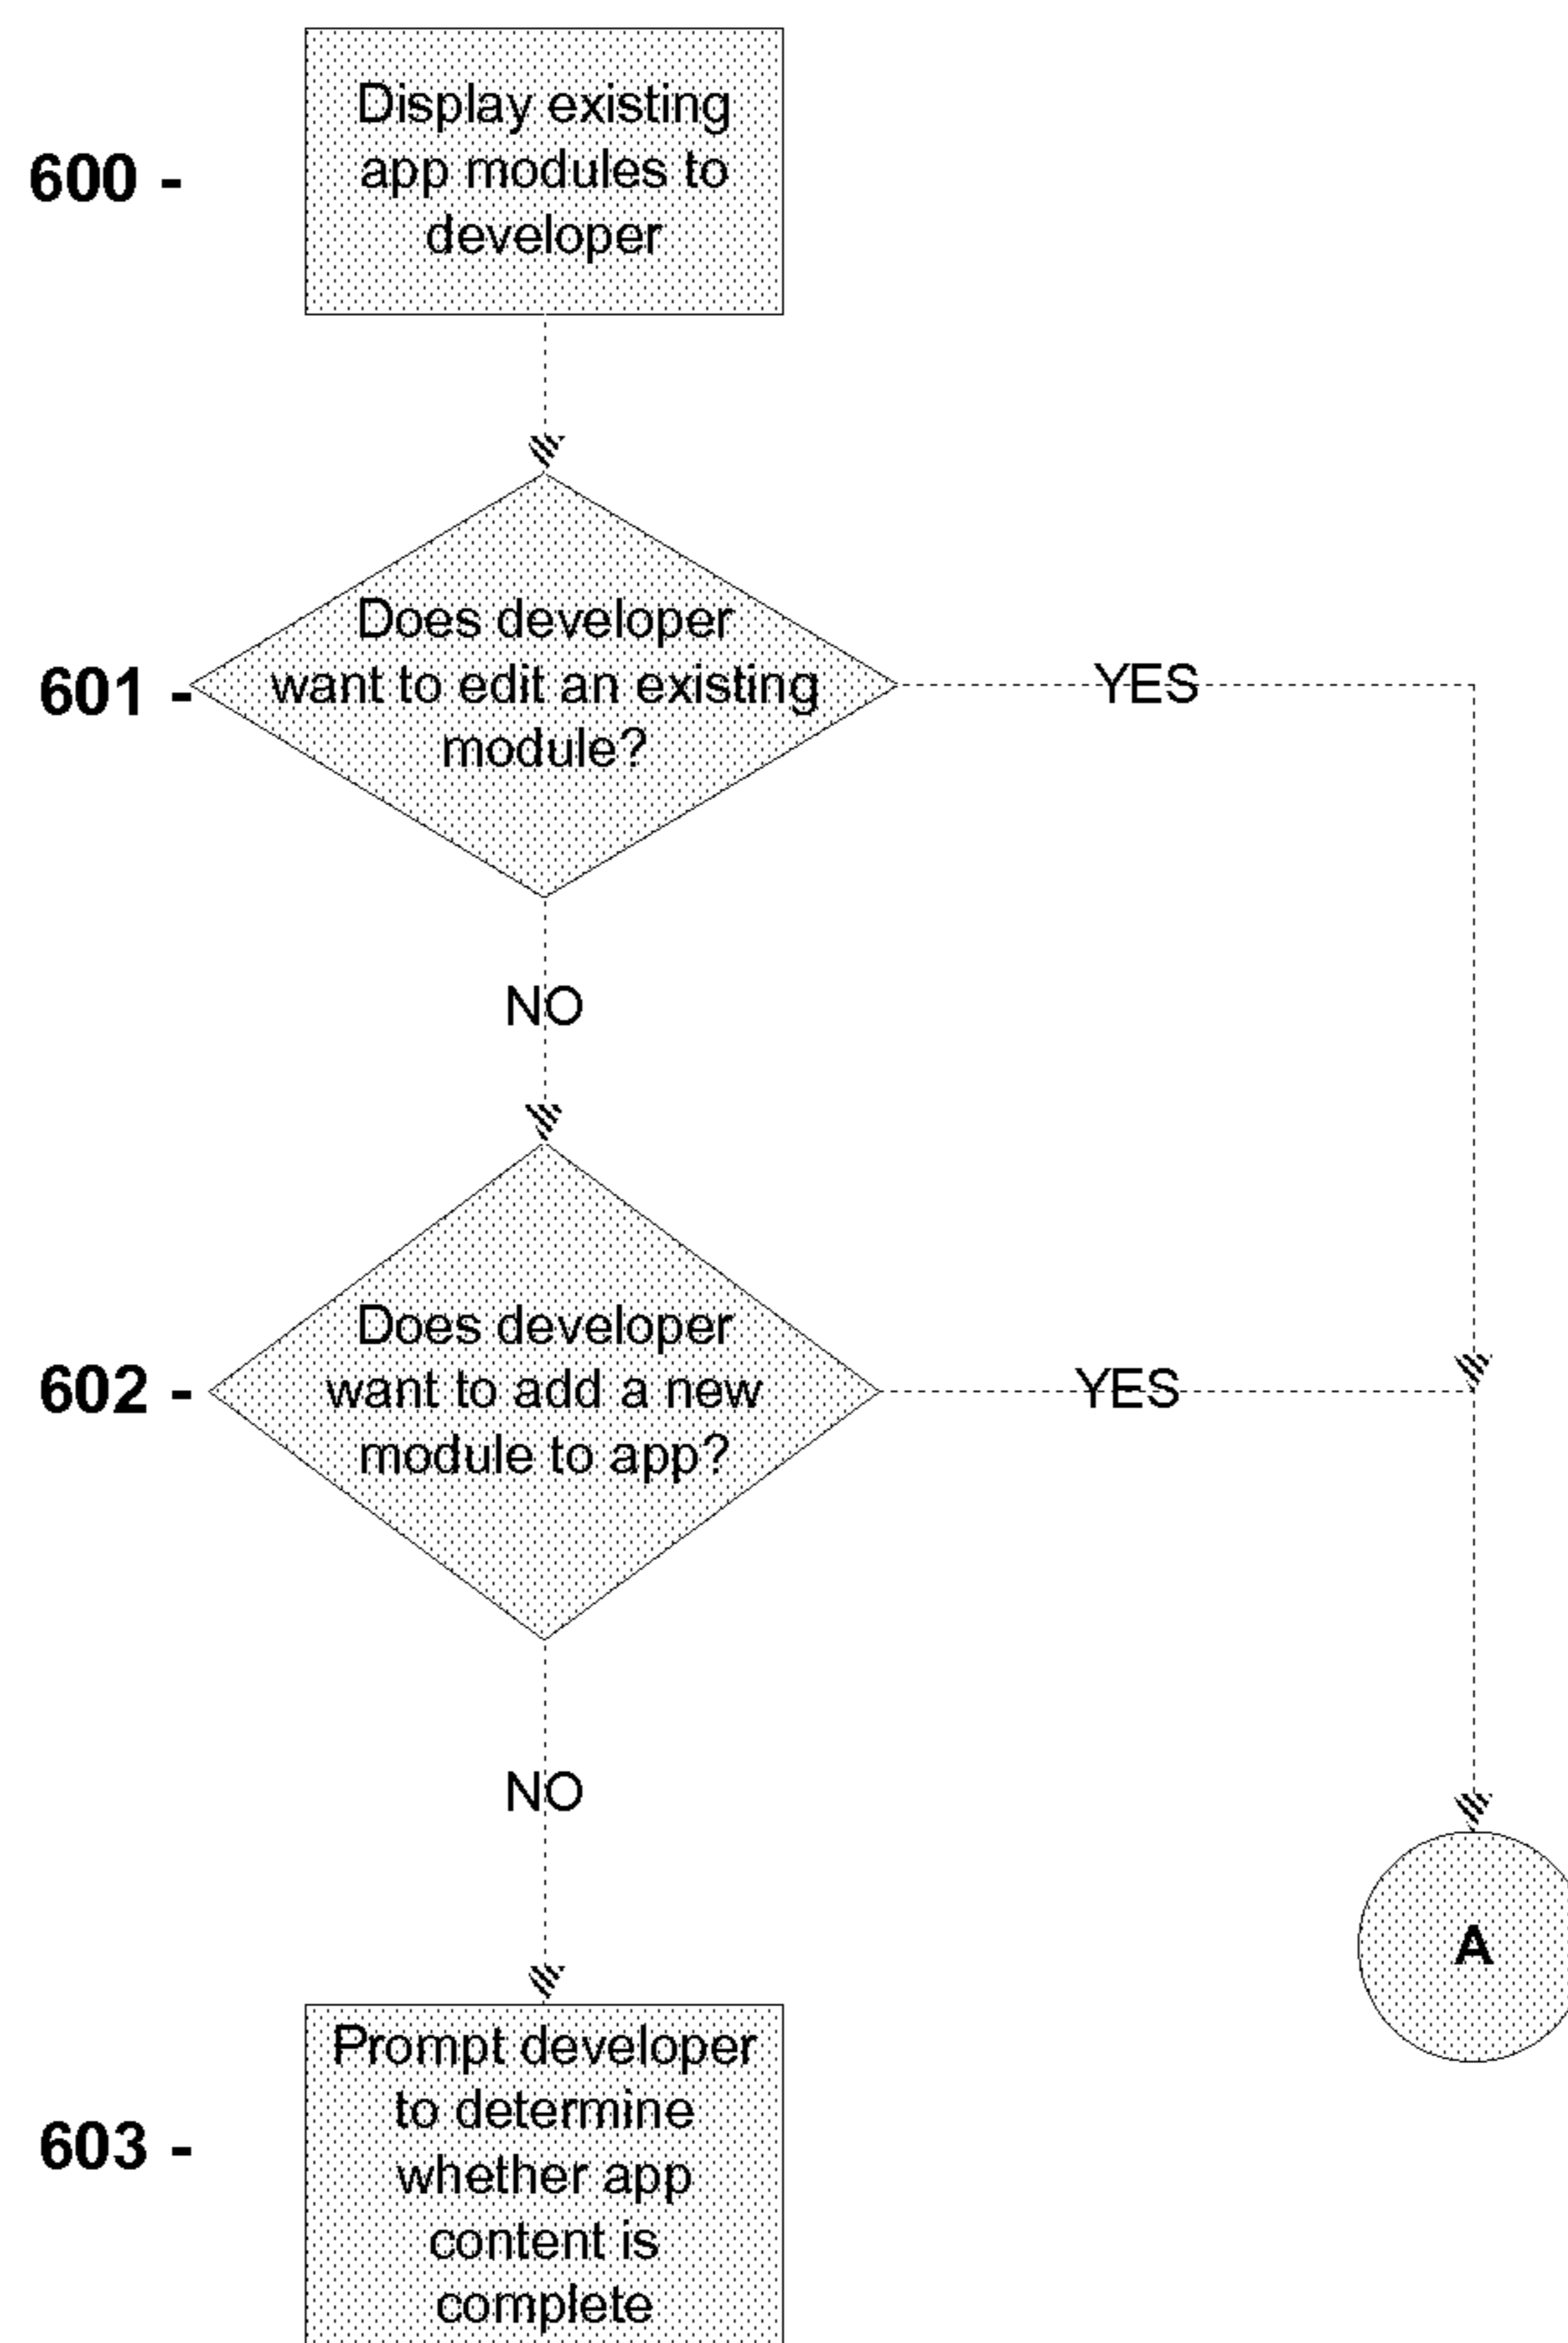 Display existing
app modules to
developer
600 -
Does developer
want to edit an existing
module?
601 -
YES
NO
Does developer
want to add a new
module to app?
602 -
YES
NO
A
Prompt developer
to determine
whether app
content is
complete
603 -